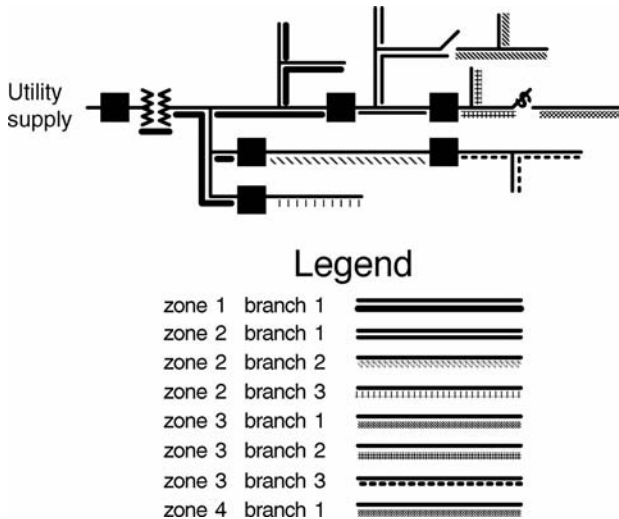 Utility
supply
Legend
zone 1 branch 1
zone 2 branch 1
zone 2 branch 2
zone 2 branch 3
zone 3 branch 1
zone 3 branch 2
zone 3 branch 3
zone 4 branch 1